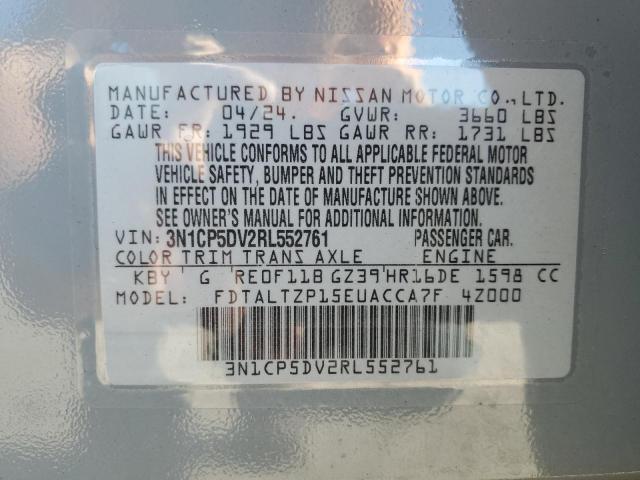 MANUFACTURED BY NISSAN MOTOR CO.,LTD.
DATE: 04/24. GVWR: 3660 LBS
GAWR FR: 1929 LBS GAWR RR: 1731 LBS
THIS VEHICLE CONFORMS TO ALL APPLICABLE FEDERAL MOTOR
VEHICLE SAFETY, BUMPER AND THEFT PREVENTION STANDARDS
IN EFFECT ON THE DATE OF MANUFACTURE SHOWN ABOVE.
SEE OWNER'S MANUAL FOR ADDITIONAL INFORMATION.
VIN: 3N1CP5DV2RL552761 PASSENGER CAR.
COLOR TRIM TRANS AXLE ENGINE
KBY G RE0F11B GZ39 HR16DE 1598 CC
MODEL: FDTALTZP15EUACCA7F 4Z000
3N1CP5DV2RL552761